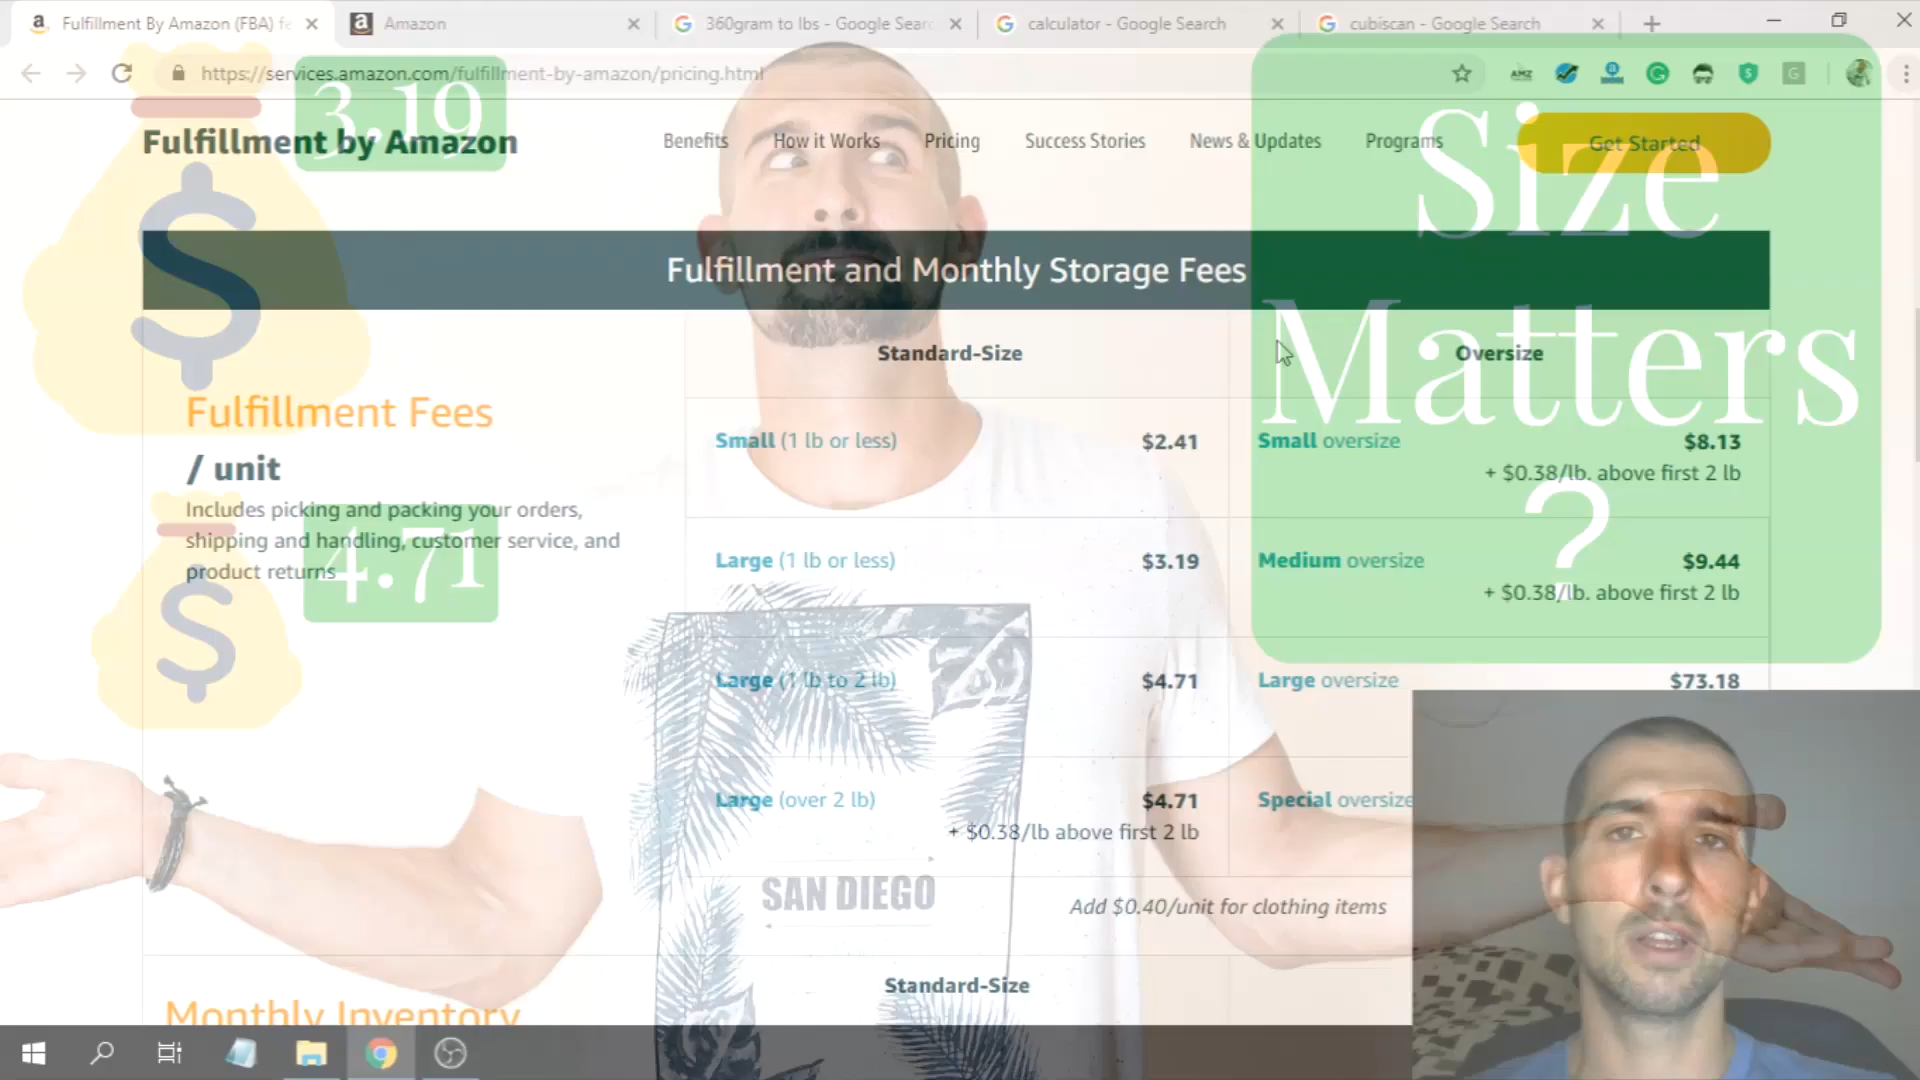 Fulfillment By Amazon (FBA) fe
Amazon
360gram to lbs - Google Searc
calculator - Google Search
cubiscan - Google Search
https://services.amazon.com/fulfillment-by-amazon/pricing.html
3.19
Fulfillment by Amazon
Benefits
How it Works
Pricing
Success Stories
News & Updates
Programs
Get Started
Size
Matters
?
Fulfillment and Monthly Storage Fees
Standard-Size
Oversize
Fulfillment Fees
/ unit
Includes picking and packing your orders,
shipping and handling, customer service, and
product returns
4.71
Small (1 lb or less)
$2.41
Small oversize
$8.13
+ $0.38/lb. above first 2 lb
Large (1 lb or less)
$3.19
Medium oversize
$9.44
+ $0.38/lb. above first 2 lb
Large (1 lb to 2 lb)
$4.71
Large oversize
$73.18
Large (over 2 lb)
$4.71
+ $0.38/lb above first 2 lb
Special oversize
SAN DIEGO
Add $0.40/unit for clothing items
Standard-Size
Monthly Inventory